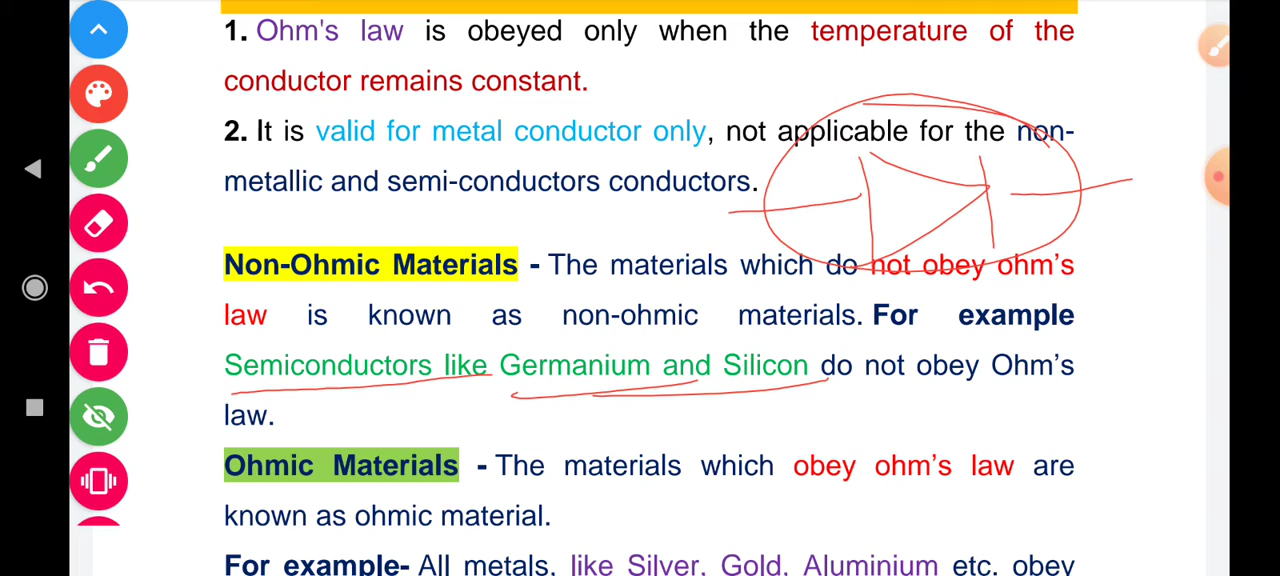 1. Ohm's law is obeyed only when the temperature of the
conductor remains constant.
2. It is valid for metal conductor only, not applicable for the non-
metallic and semi-conductors conductors.
Non-Ohmic Materials - The materials which do not obey ohm’s
law is known as non-ohmic materials. For example
Semiconductors like Germanium and Silicon do not obey Ohm’s
law.
Ohmic Materials - The materials which obey ohm’s law are
known as ohmic material.
For example- All metals, like Silver, Gold, Aluminium etc. obey